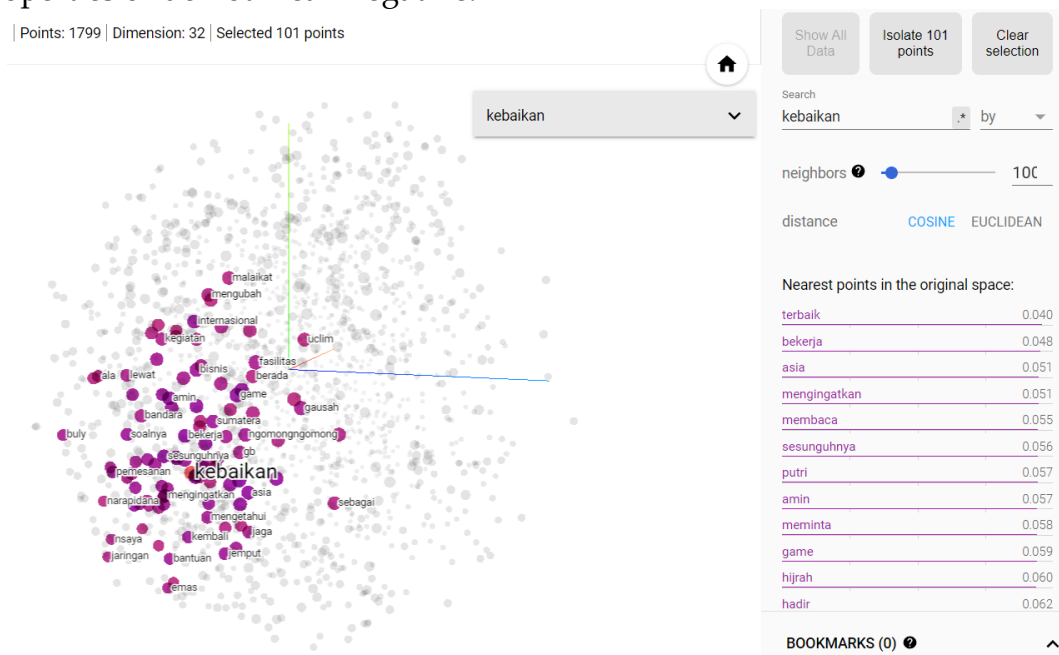 Points: 1799 | Dimension: 32 | Selected 101 points
Show All Data
Isolate 101 points
Clear selection
kebaikan
Search
kebaikan
.*
by
neighbors
distance
COSINE
EUCLIDEAN
Nearest points in the original space:
terbaik 0.040
bekerja 0.048
asia 0.051
mengingatkan 0.051
membaca 0.055
sesunguhnya 0.056
putri 0.057
amin 0.057
meminta 0.058
game 0.059
hijrah 0.060
hadir 0.062
BOOKMARKS (0)
malaikat
mengubah
internasional
kegiatan
uclim
fasilitas
bisnis
berada
ala
lewat
amin
game
gausah
bandara
sumatera
buly
soalnya
bekerja
ngomongngomong
sesunguhnya
gb
pemesanan
kebaikan
mengingatkan
asia
narapidana
sebagai
mengetahui
nsaya
kembali
jaga
jaringan
bantuan
jemput
emas